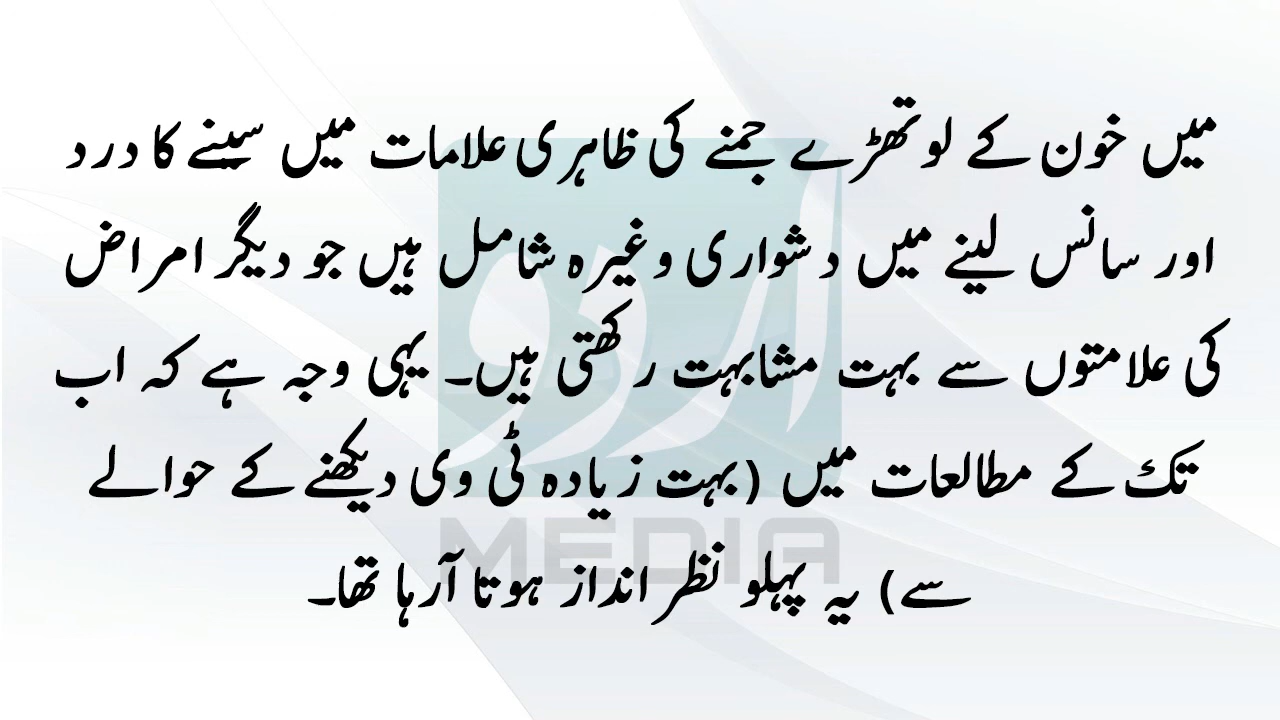 میں خون کے لوتھڑے جمنے کی ظاہری علامات میں سینے کا درد
اور سانس لینے میں دشواری وغیرہ شامل ہیں جو دیگر امراض
کی علامتوں سے بہت مشابہت رکھتی ہیں۔ یہی وجہ ہے کہ اب
تک کے مطالعات میں (بہت زیادہ ٹی وی دیکھنے کے حوالے
سے) یہ پہلو نظر انداز ہوتا آرہا تھا۔
اردو
MEDIA